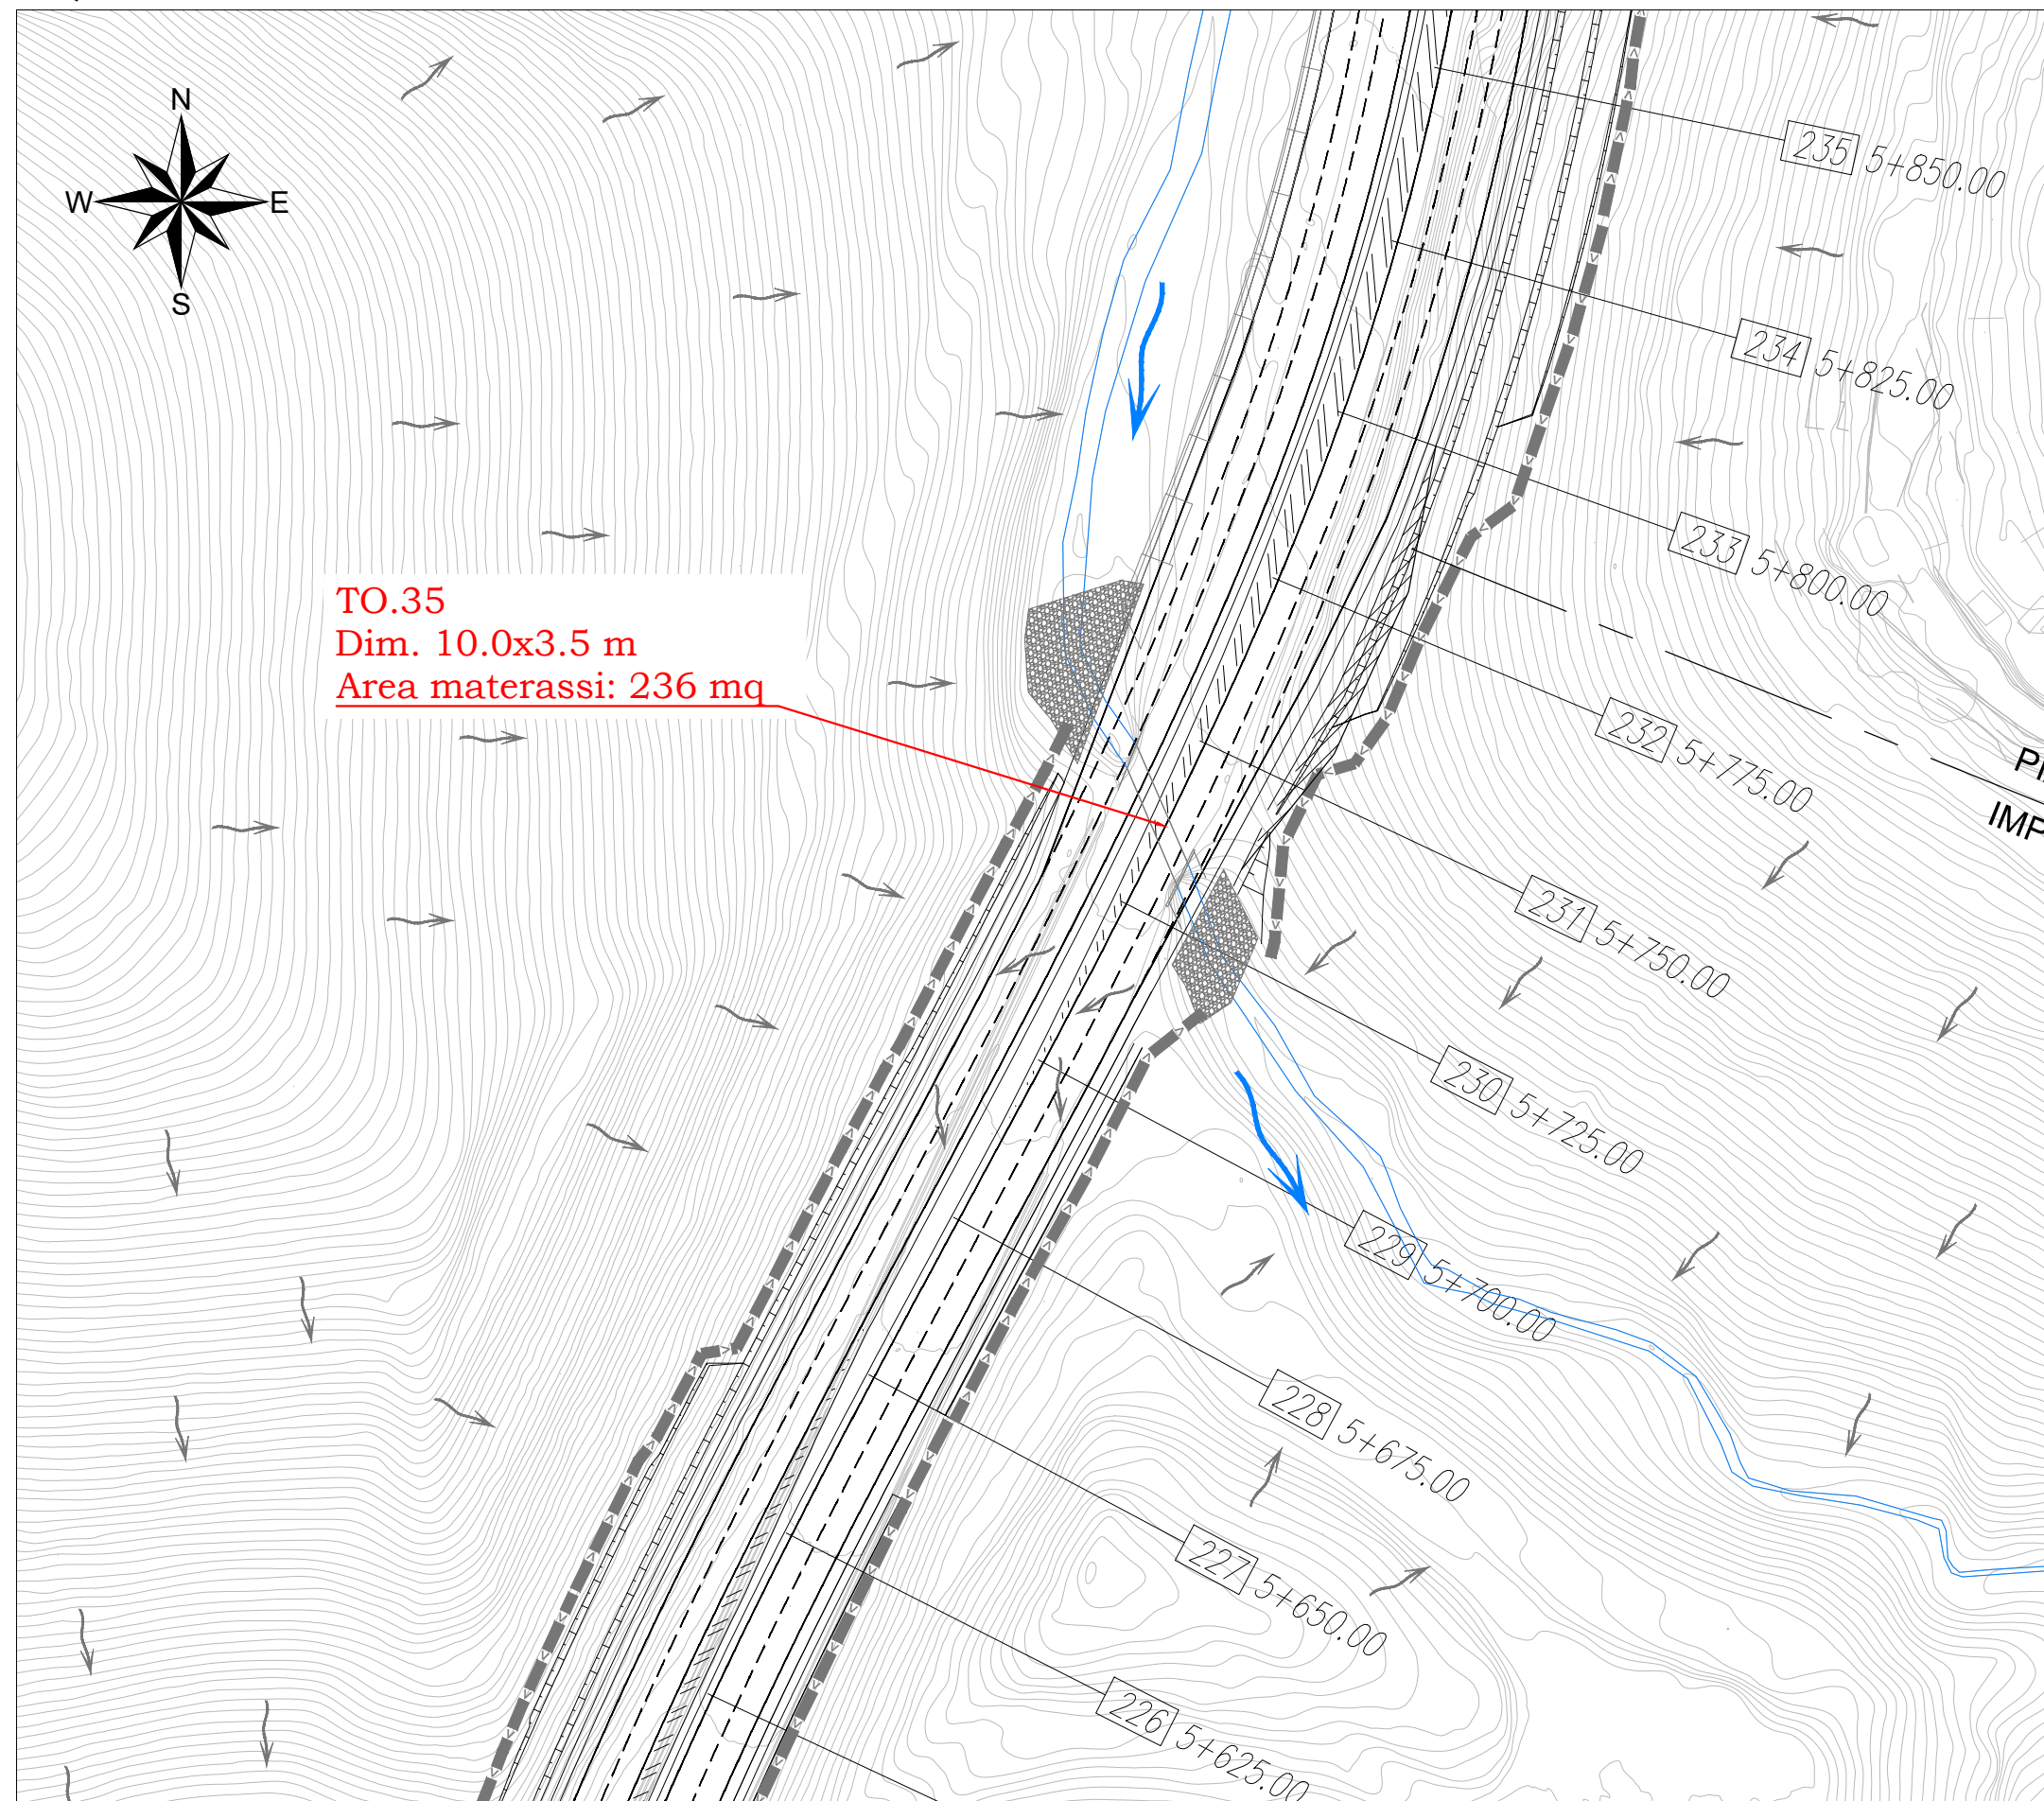 N
W
E
S
235 5+850.00
234 5+825.00
233 5+800.00
TO.35
Dim. 10.0x3.5 m
Area materassi: 236 mq
232 5+775.00
231 5+750.00
230 5+725.00
229 5+700.00
228 5+675.00
227 5+650.00
226 5+625.00